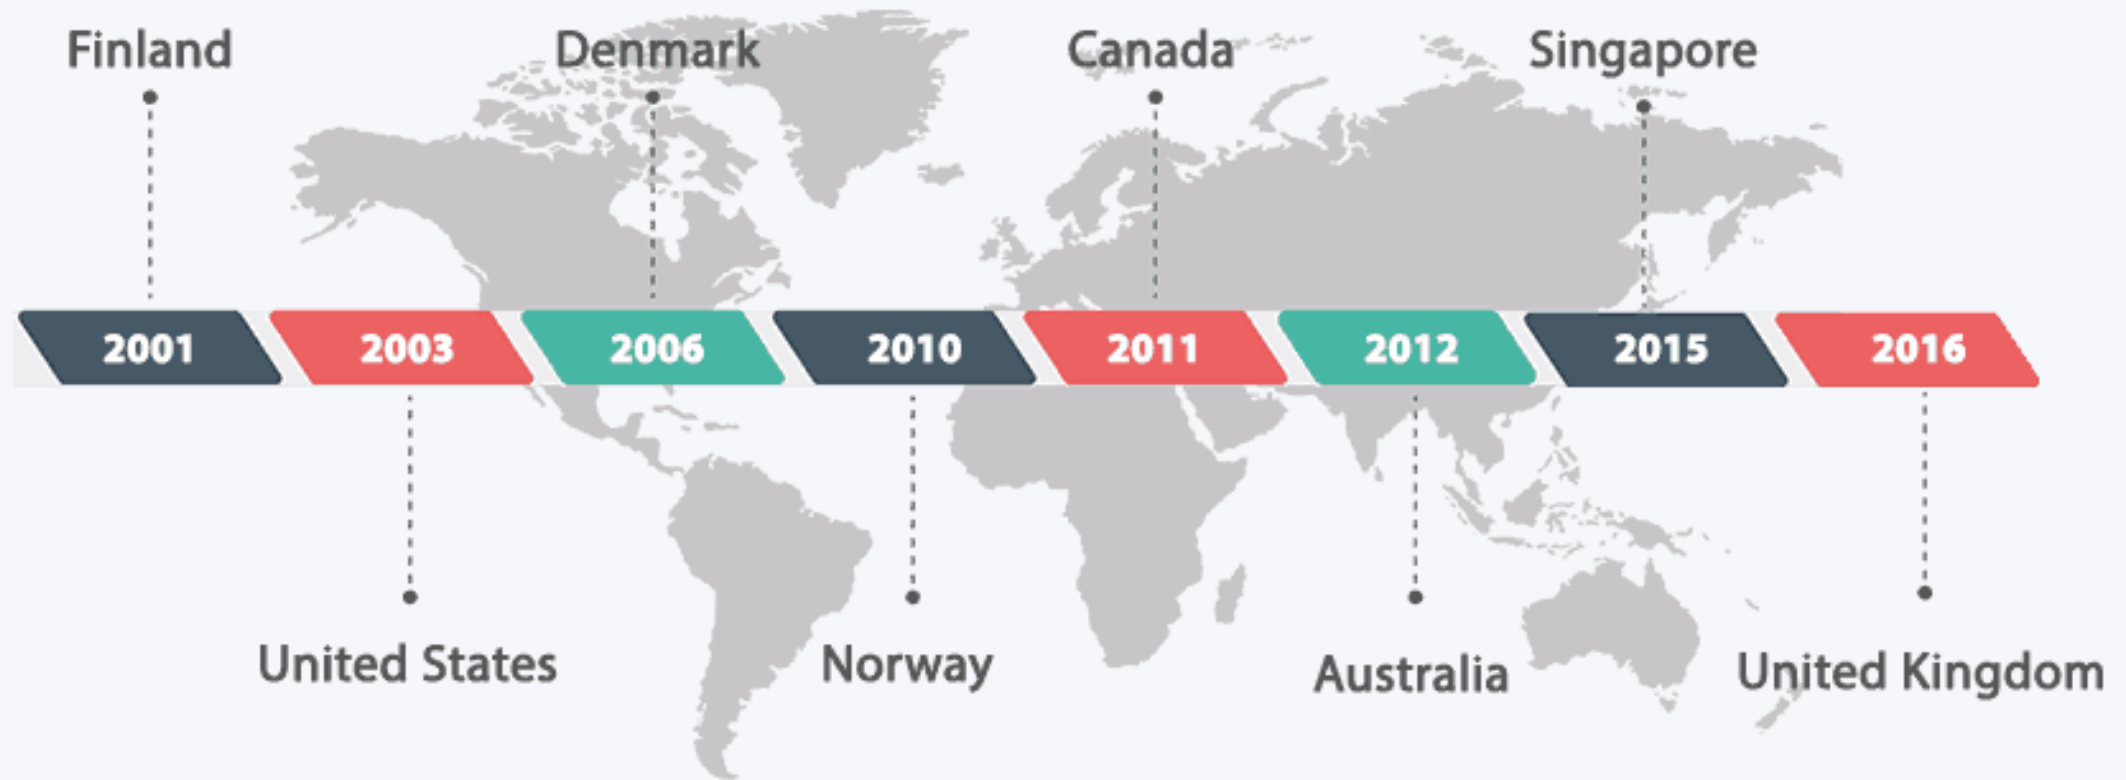 Finland
Denmark
Canada
Singapore
2001
2003
2006
2010
2011
2012
2015
2016
United States
Norway
Australia
United Kingdom